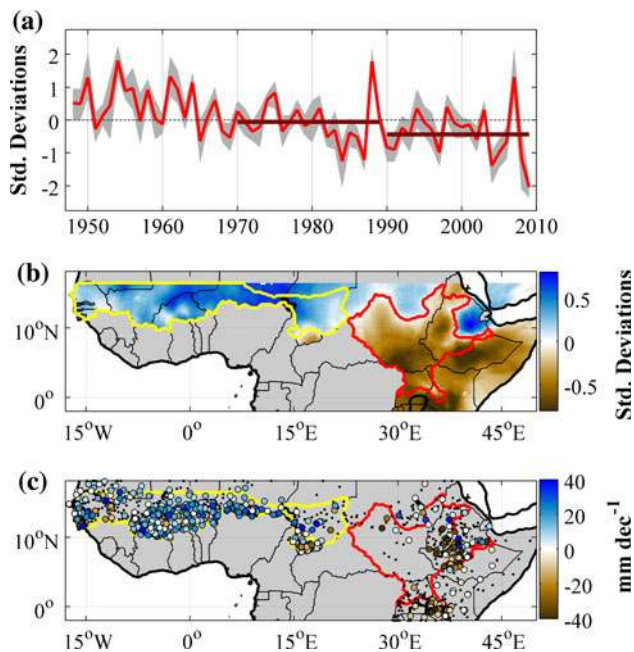 (a)
Std. Deviations
2
1
0
-1
-2
1950 1960 1970 1980 1990 2000 2010
(b)
10°N
0°
15°W 0° 15°E 30°E 45°E
0.5
0
-0.5
Std. Deviations
(c)
10°N
0°
15°W 0° 15°E 30°E 45°E
40
20
0
-20
-40
mm dec⁻¹